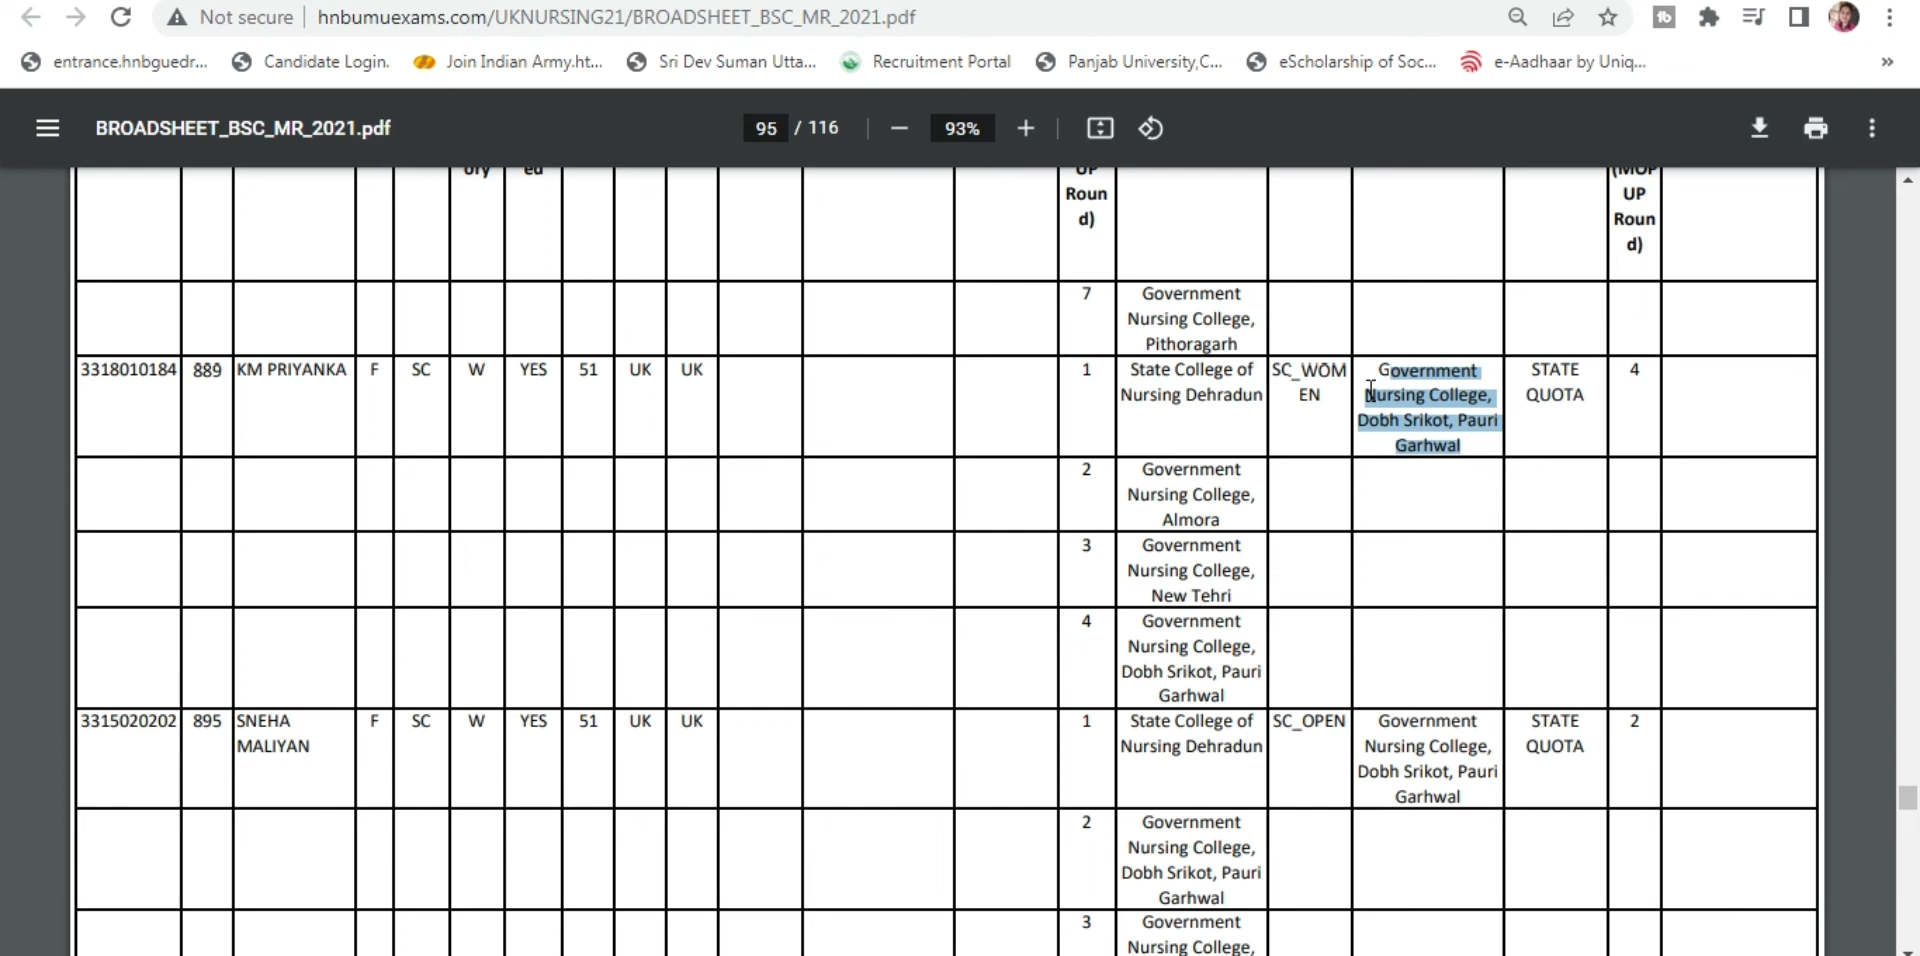 Not secure | hnbumuexams.com/UKNURSING21/BROADSHEET_BSC_MR_2021.pdf
entrance.hnbguedr... Candidate Login. Join Indian Army.ht... Sri Dev Suman Utta... Recruitment Portal Panjab University,C... eScholarship of Soc... e-Aadhaar by Uniq... »
BROADSHEET_BSC_MR_2021.pdf 95 / 116 93%
ory ed UP (MOP
Roun UP
d) Roun
d)
7 Government
Nursing College,
Pithoragarh
3318010184 889 KM PRIYANKA F SC W YES 51 UK UK 1 State College of SC_WOM Government STATE 4
Nursing Dehradun EN Nursing College, QUOTA
Dobh Srikot, Pauri
Garhwal
2 Government
Nursing College,
Almora
3 Government
Nursing College,
New Tehri
4 Government
Nursing College,
Dobh Srikot, Pauri
Garhwal
3315020202 895 SNEHA F SC W YES 51 UK UK 1 State College of SC_OPEN Government STATE 2
MALIYAN Nursing Dehradun Nursing College, QUOTA
Dobh Srikot, Pauri
Garhwal
2 Government
Nursing College,
Dobh Srikot, Pauri
Garhwal
3 Government
Nursing College,